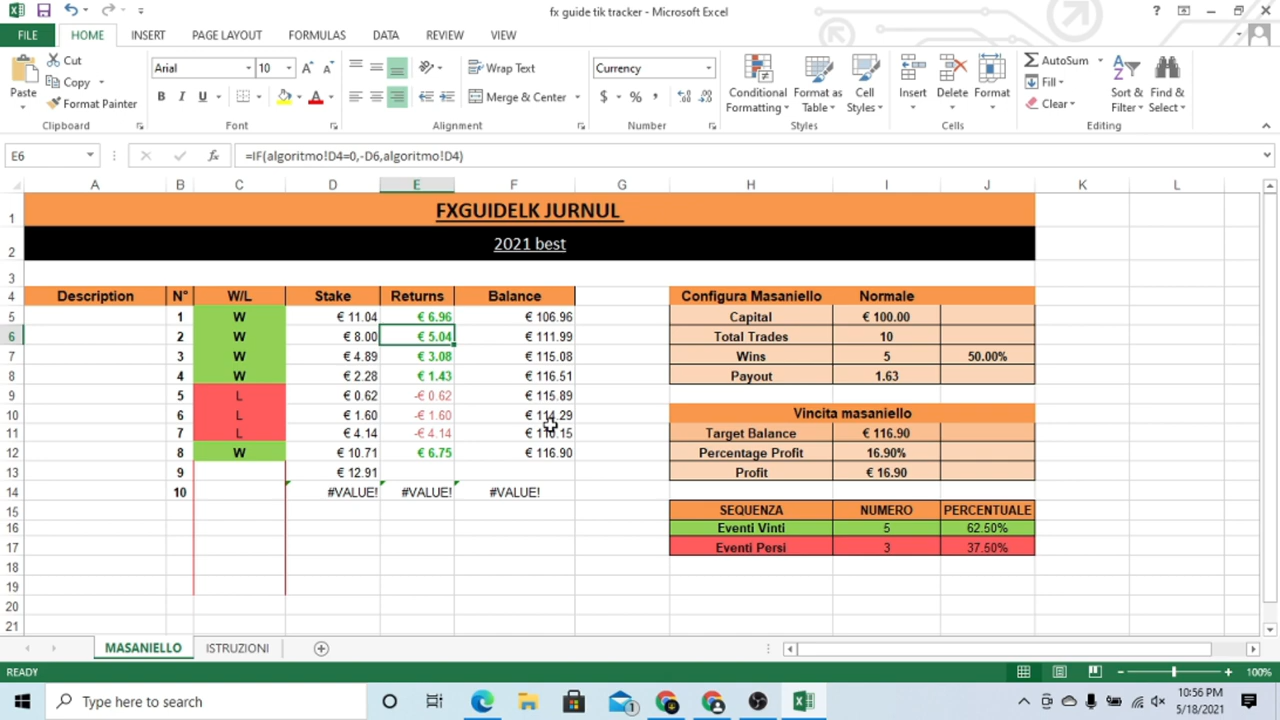 fx guide tik tracker - Microsoft Excel
FILE HOME INSERT PAGE LAYOUT FORMULAS DATA REVIEW VIEW
Cut
Copy
Format Painter
Paste
Clipboard
Arial 10
B I U
Font
Wrap Text
Merge & Center
Alignment
Currency
$ % ,
Number
Conditional Formatting
Format as Table
Cell Styles
Styles
Insert Delete Format
Cells
AutoSum
Fill
Clear
Sort & Filter
Find & Select
Editing
E6 =IF(algoritmo!D4=0,-D6,algoritmo!D4)
A B C D E F G H I J K L
1 FXGUIDELK JURNUL
2 2021 best
3
4 Description N° W/L Stake Returns Balance Configura Masaniello Normale
5 1 W € 11.04 € 6.96 € 106.96 Capital € 100.00
6 2 W € 8.00 € 5.04 € 111.99 Total Trades 10
7 3 W € 4.89 € 3.08 € 115.08 Wins 5 50.00%
8 4 W € 2.28 € 1.43 € 116.51 Payout 1.63
9 5 L € 0.62 -€ 0.62 € 115.89
10 6 L € 1.60 -€ 1.60 € 114.29 Vincita masaniello
11 7 L € 4.14 -€ 4.14 € 110.15 Target Balance € 116.90
12 8 W € 10.71 € 6.75 € 116.90 Percentage Profit 16.90%
13 9 € 12.91 Profit € 16.90
14 10 #VALUE! #VALUE! #VALUE!
15 SEQUENZA NUMERO PERCENTUALE
16 Eventi Vinti 5 62.50%
17 Eventi Persi 3 37.50%
18
19
20
21
MASANIELLO ISTRUZIONI
READY 100%
Type here to search
1
10:56 PM
5/18/2021